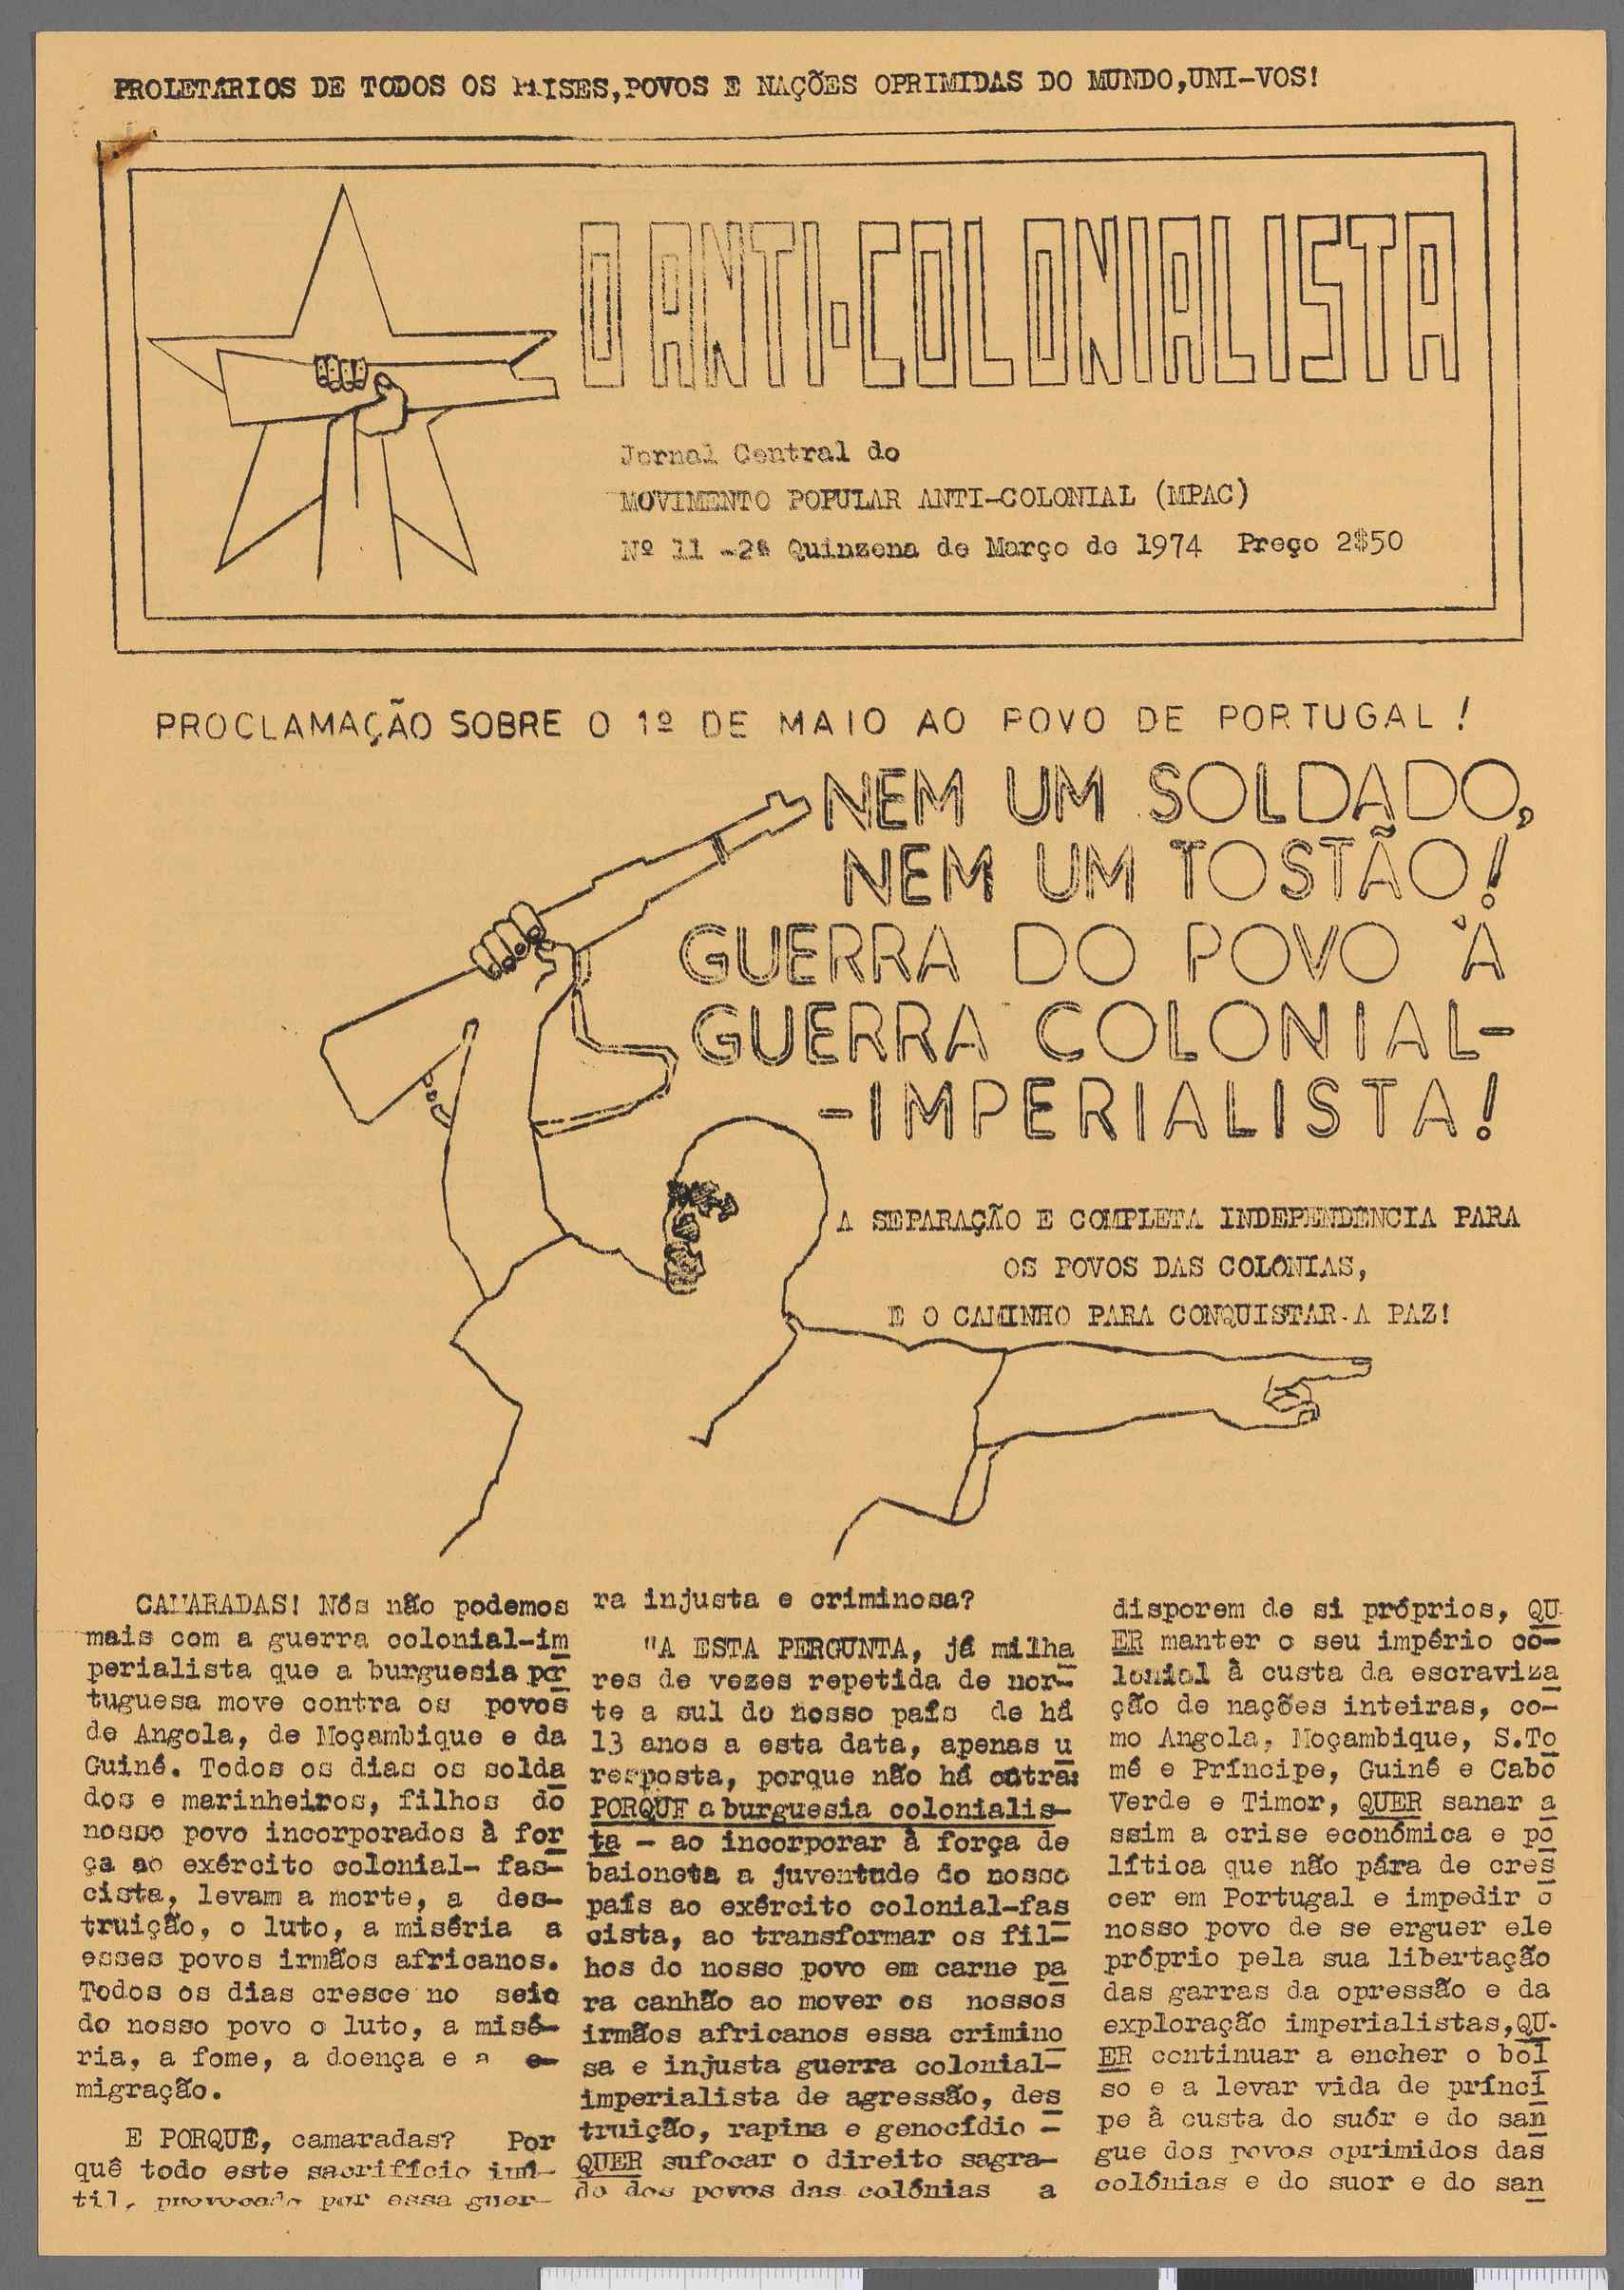 PROLETÁRIOS DE TODOS OS PAISES,POVOS E NAÇÕES OPRIMIDAS DO MUNDO,UNI-VOS!
O ANTI-COLONIALISTA
Jornal Central do
MOVIMENTO POPULAR ANTI-COLONIAL (MPAC)
Nº 11 -2ª Quinzena de Março de 1974 Preço 2$50
PROCLAMAÇÃO SOBRE O 1º DE MAIO AO POVO DE PORTUGAL!
NEM UM SOLDADO,
NEM UM TOSTÃO!
GUERRA DO POVO À
GUERRA COLONIAL-
-IMPERIALISTA!
A SEPARAÇÃO E COMPLETA INDEPENDENCIA PARA
OS POVOS DAS COLONIAS,
E O CAMINHO PARA CONQUISTAR A PAZ!
CAMARADAS! Nós não podemos
mais com a guerra colonial-im
perialista que a burguesia por
tuguesa move contra os povos
de Angola, de Moçambique e da
Guiné. Todos os dias os solda
dos e marinheiros, filhos do
nosso povo incorporados à for
ça ao exército colonial- fas-
cista, levam a morte, a des-
truição, o luto, a miséria a
esses povos irmãos africanos.
Todos os dias cresce no seio
do nosso povo o luto, a misé-
ria, a fome, a doença e a e-
migração.
E PORQUÊ, camaradas? Por
quê todo este sacrifício inú-
til, provocado por essa guer-
ra injusta e criminosa?
"A ESTA PERGUNTA, já milha
res de vezes repetida de nor-
te a sul do nosso país de há
13 anos a esta data, apenas u
resposta, porque não há outra:
PORQUE a burguesia colonialis-
ta - ao incorporar à força de
baioneta a juventude do nosso
país ao exército colonial-fas
cista, ao transformar os fil-
hos do nosso povo em carne pa
ra canhão ao mover os nossos
irmãos africanos essa crimino
sa e injusta guerra colonial-
imperialista de agressão, des
truição, rapina e genocídio -
QUER sufocar o direito sagra-
do dos povos das colónias a
disporem de si próprios, QU
ER manter o seu império co-
lonial à custa da escraviza
ção de nações inteiras, co-
mo Angola, Moçambique, S.To
mé e Príncipe, Guiné e Cabo
Verde e Timor, QUER sanar a
ssim a crise económica e po
lítica que não pára de cres
cer em Portugal e impedir o
nosso povo de se erguer ele
próprio pela sua libertação
das garras da opressão e da
exploração imperialistas,QU-
ER continuar a encher o bol
so e a levar vida de prínci
pe à custa do suór e do san
gue dos povos oprimidos das
colónias e do suor e do san